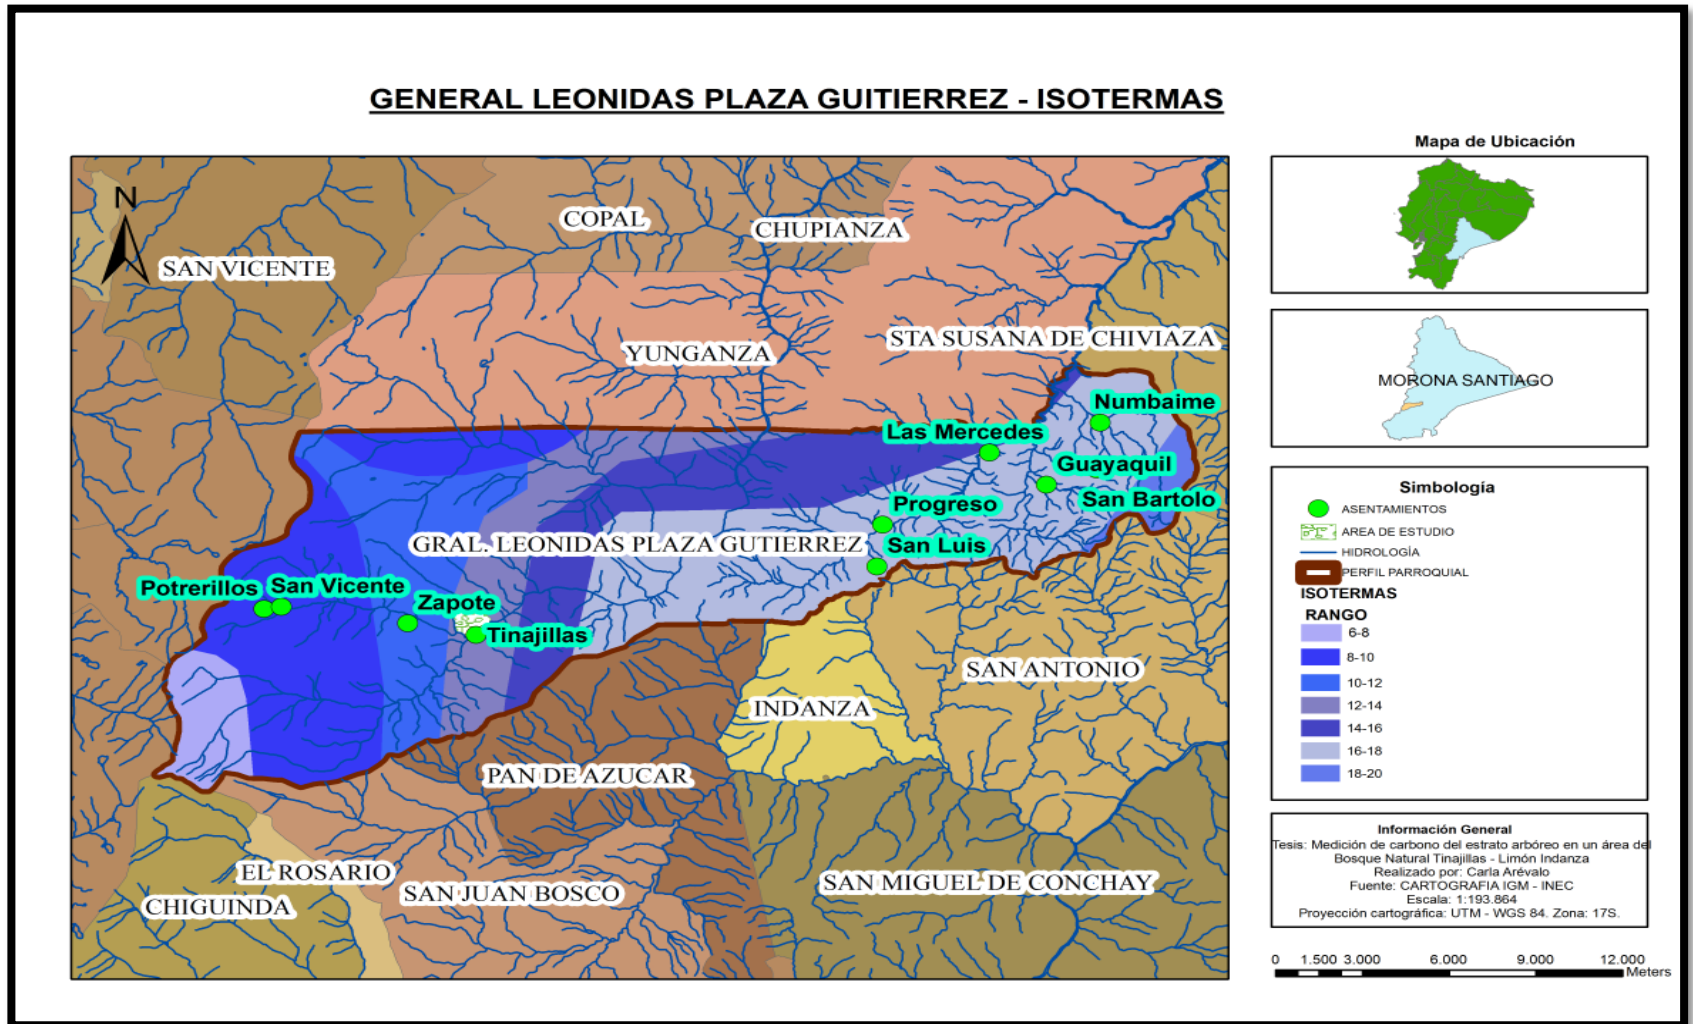 GENERAL LEONIDAS PLAZA GUITIERREZ - ISOTERMAS
N
COPAL
CHUPIANZA
SAN VICENTE
STA SUSANA DE CHIVIAZA
YUNGANZA
Numbaime
Las Mercedes
Guayaquil
San Bartolo
Progreso
GRAL. LEONIDAS PLAZA GUTIERREZ
San Luis
Potrerillos
San Vicente
Zapote
Tinajillas
SAN ANTONIO
INDANZA
PAN DE AZUCAR
EL ROSARIO
SAN JUAN BOSCO
SAN MIGUEL DE CONCHAY
CHIGUINDA
Mapa de Ubicación
MORONA SANTIAGO
Simbología
ASENTAMIENTOS
AREA DE ESTUDIO
HIDROLOGÍA
PERFIL PARROQUIAL
ISOTERMAS
RANGO
6-8
8-10
10-12
12-14
14-16
16-18
18-20
Información General
Tesis: Medición de carbono del estrato arbóreo en un área del
Bosque Natural Tinajillas - Limón Indanza
Realizado por: Carla Arévalo
Fuente: CARTOGRAFIA IGM - INEC
Escala: 1:193.864
Proyección cartográfica: UTM - WGS 84. Zona: 17S.
0 1.500 3.000 6.000 9.000 12.000
Meters